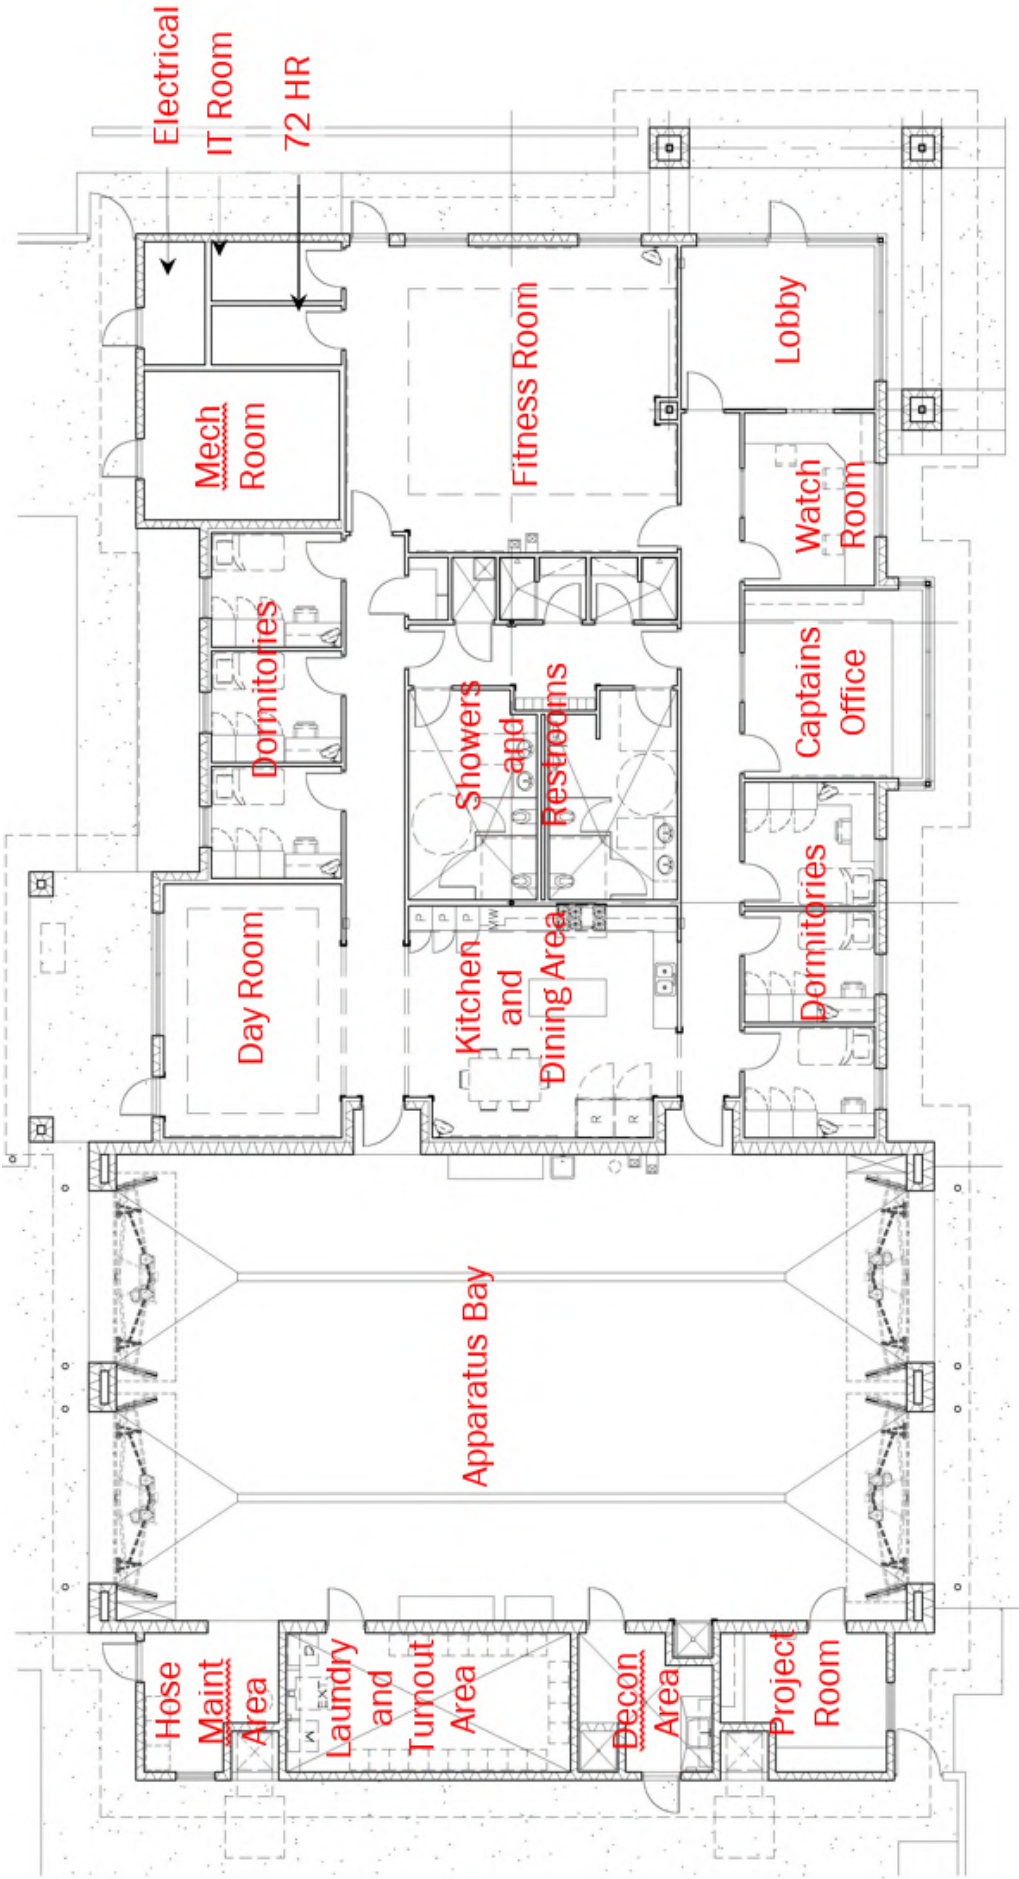 Electrical
IT Room
72 HR
Mech
Room
Fitness Room
Lobby
Watch
Room
Dormitories
Showers
and
Restrooms
Captains
Office
Day Room
Kitchen
and
Dining Area
Dormitories
P
P
P
MW
R
R
Apparatus Bay
Hose
Maint
Area
Laundry
and
Turnout
Area
D
EXT
W
Decon
Area
Project
Room